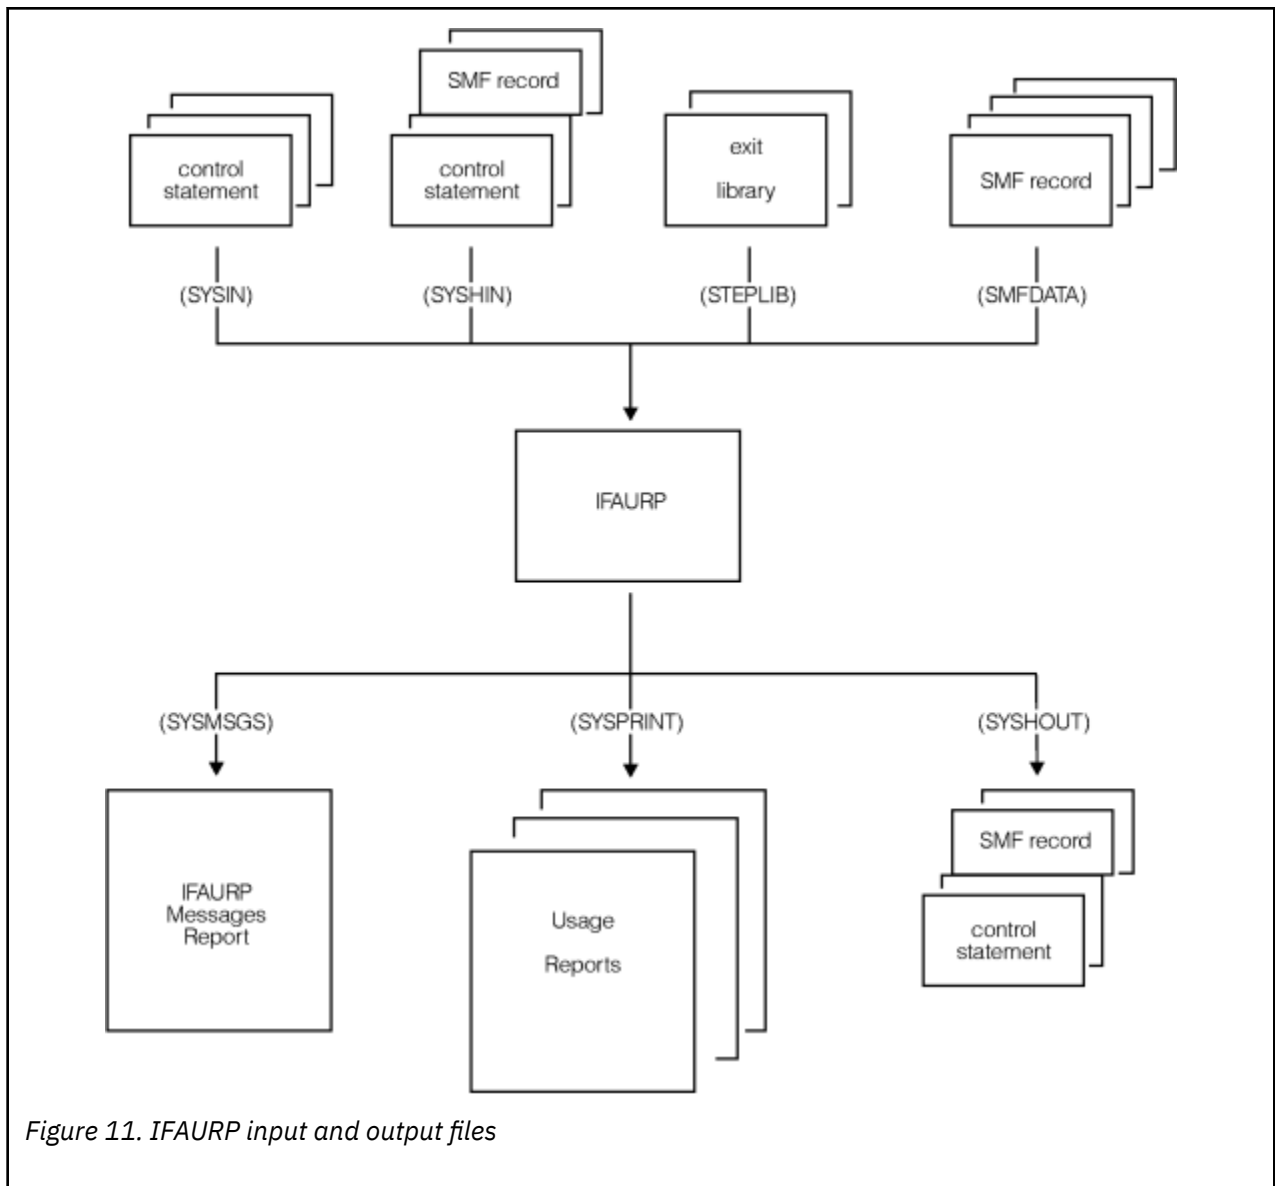 SMF record
control
statement
control
statement
exit
library
SMF record
(SYSIN)
(SYSHIN)
(STEPLIB)
(SMFDATA)
IFAURP
(SYSMSGS)
(SYSPRINT)
(SYSHOUT)
IFAURP
Messages
Report
Usage
Reports
SMF record
control
statement
Figure 11. IFAURP input and output files